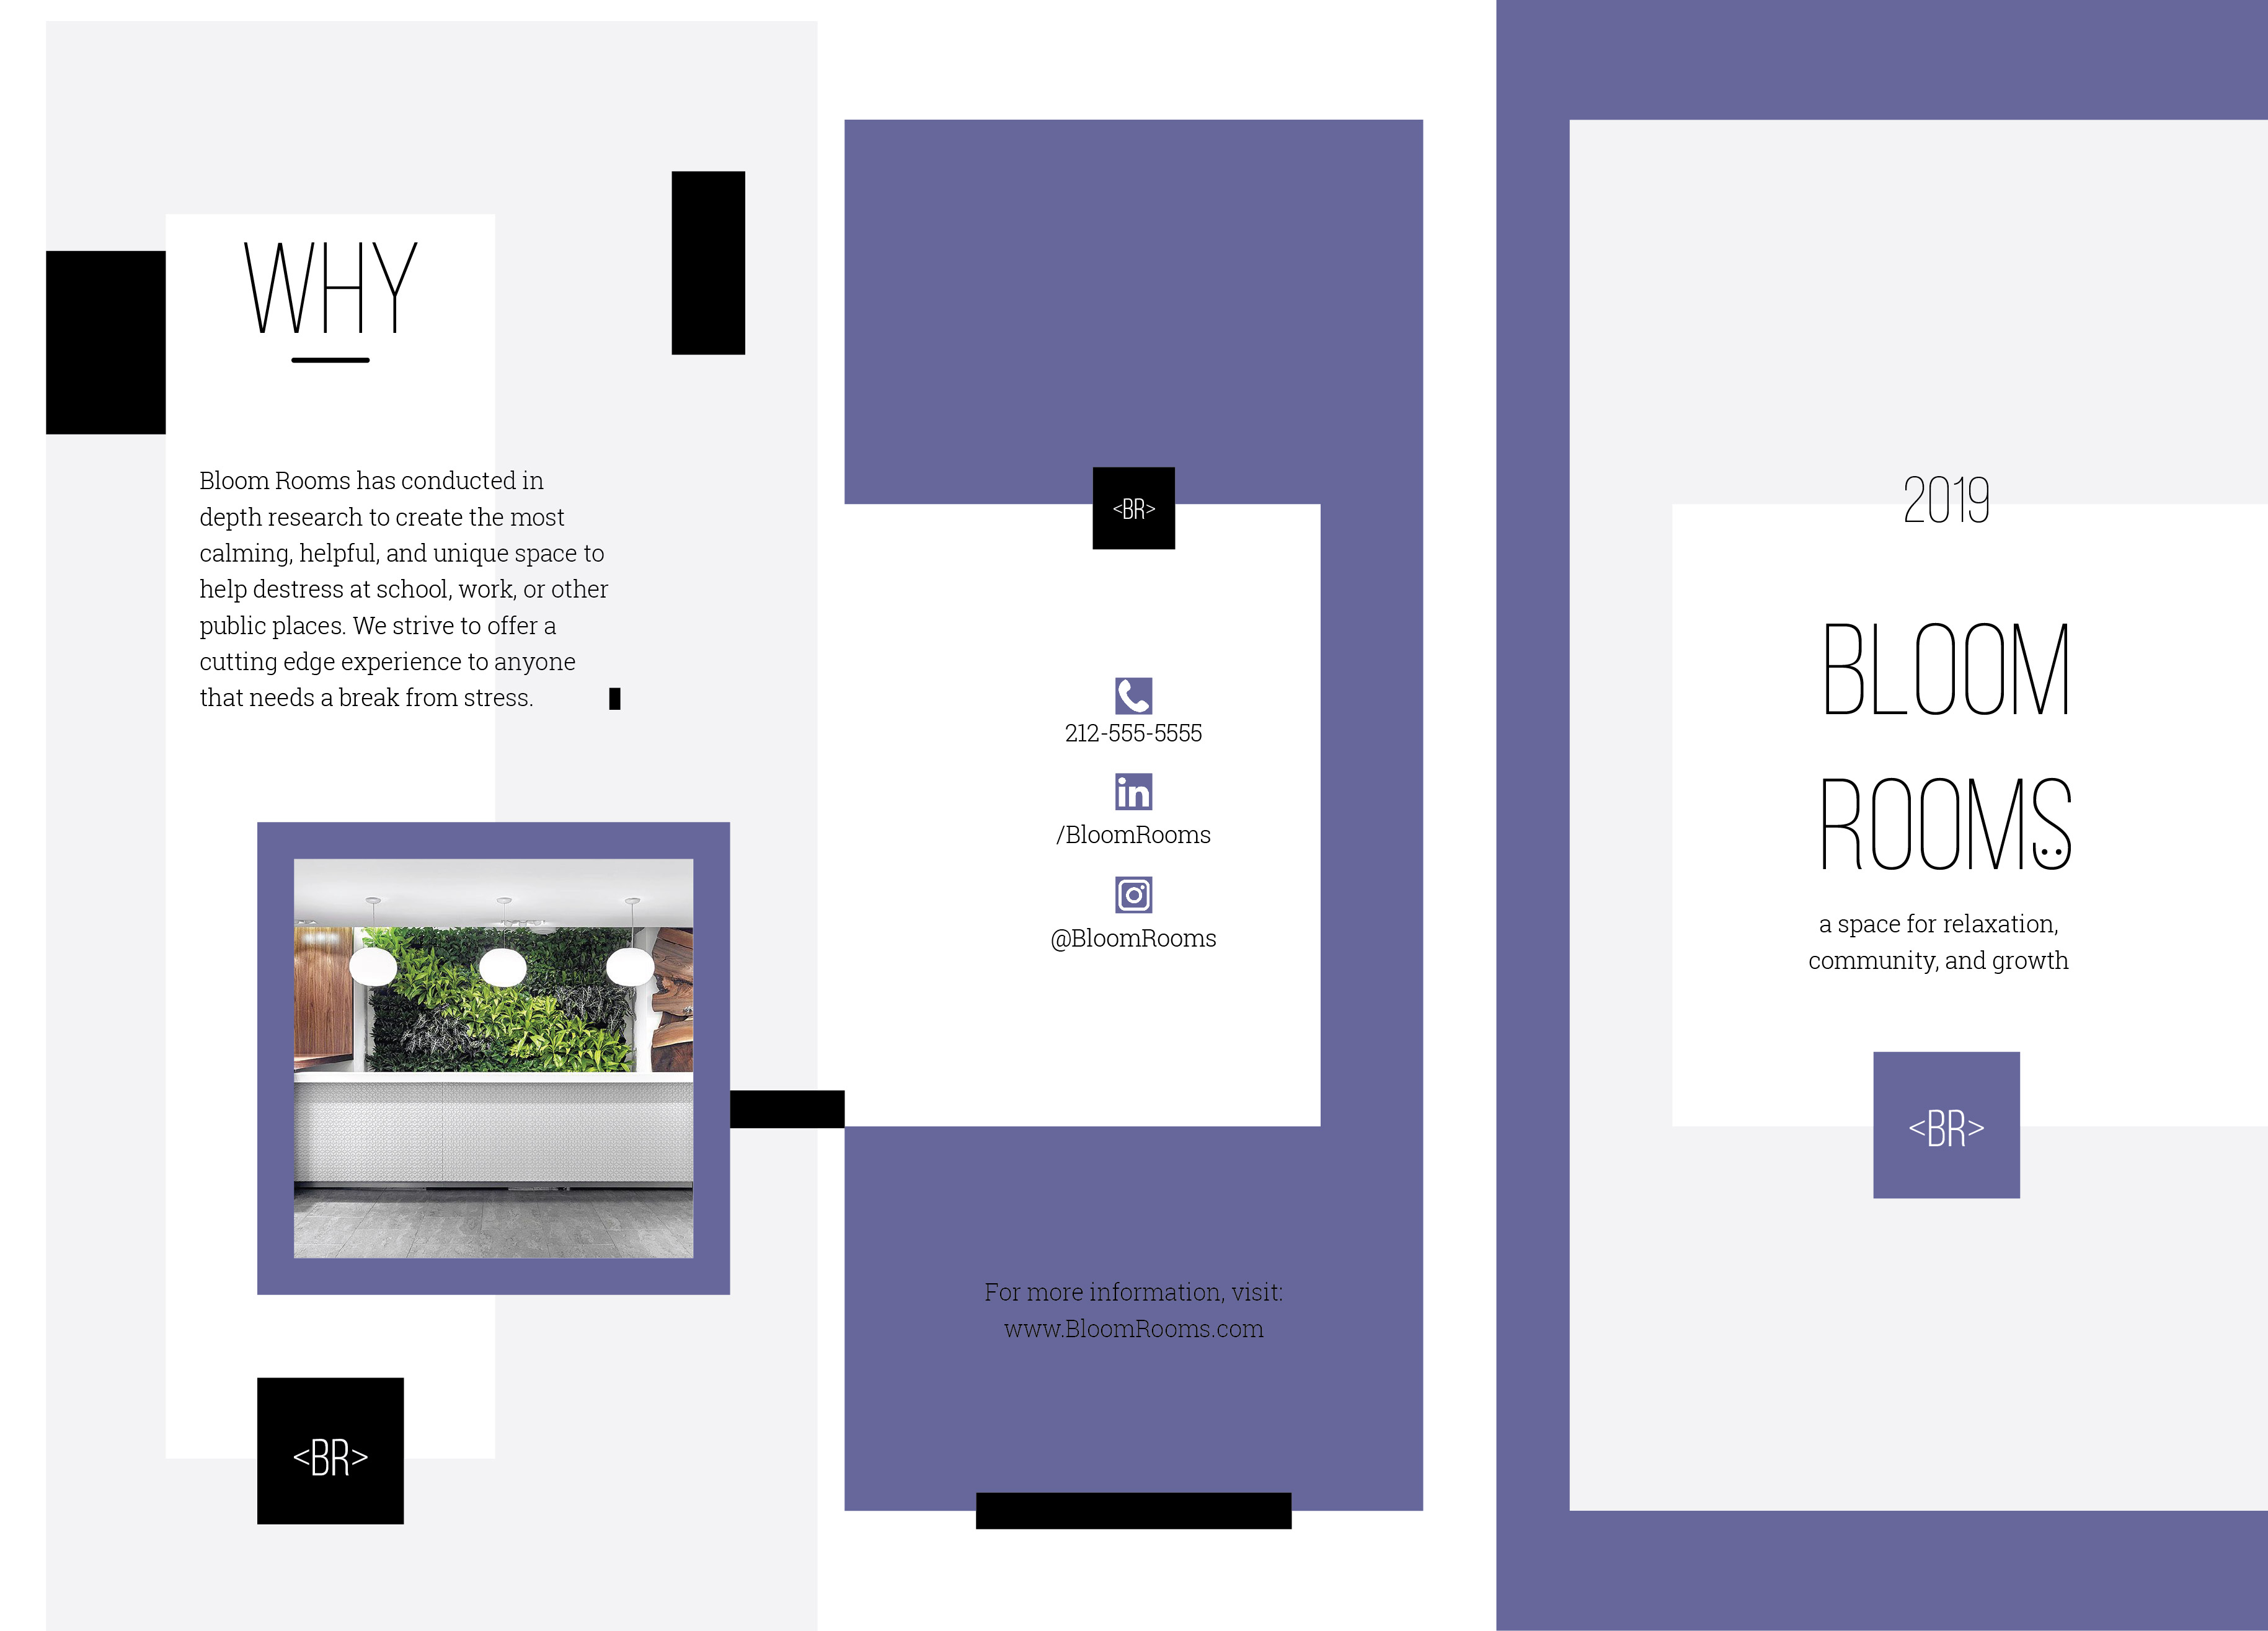 WHY
Bloom Rooms has conducted in
depth research to create the most
calming, helpful, and unique space to
help destress at school, work, or other
public places. We strive to offer a
cutting edge experience to anyone
that needs a break from stress.
<BR>
<BR>
212-555-5555
in
/BloomRooms
@BloomRooms
For more information, visit:
www.BloomRooms.com
2019
BLOOM
ROOMS
a space for relaxation,
community, and growth
<BR>